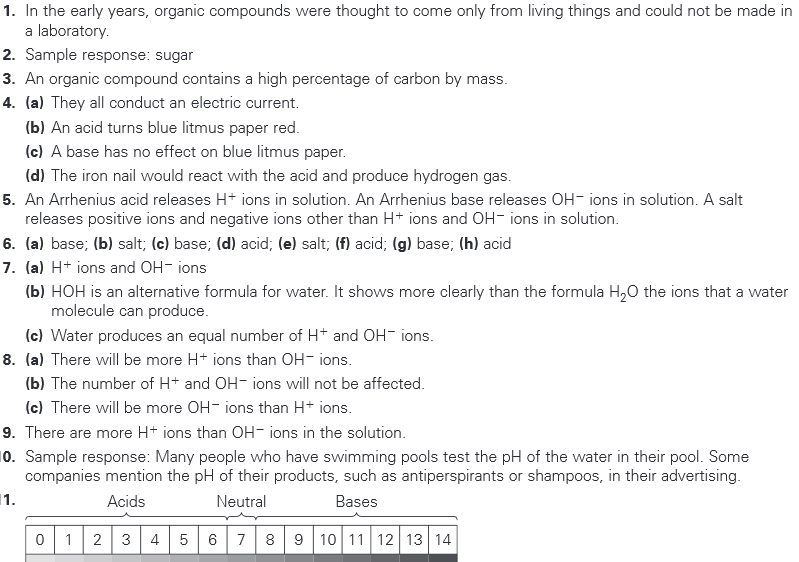 1. In the early years, organic compounds were thought to come only from living things and could not be made in
a laboratory.
2. Sample response: sugar
3. An organic compound contains a high percentage of carbon by mass.
4. (a) They all conduct an electric current.
(b) An acid turns blue litmus paper red.
(c) A base has no effect on blue litmus paper.
(d) The iron nail would react with the acid and produce hydrogen gas.
5. An Arrhenius acid releases H⁺ ions in solution. An Arrhenius base releases OH⁻ ions in solution. A salt
releases positive ions and negative ions other than H⁺ ions and OH⁻ ions in solution.
6. (a) base; (b) salt; (c) base; (d) acid; (e) salt; (f) acid; (g) base; (h) acid
7. (a) H⁺ ions and OH⁻ ions
(b) HOH is an alternative formula for water. It shows more clearly than the formula H₂O the ions that a water
molecule can produce.
(c) Water produces an equal number of H⁺ and OH⁻ ions.
8. (a) There will be more H⁺ ions than OH⁻ ions.
(b) The number of H⁺ and OH⁻ ions will not be affected.
(c) There will be more OH⁻ ions than H⁺ ions.
9. There are more H⁺ ions than OH⁻ ions in the solution.
10. Sample response: Many people who have swimming pools test the pH of the water in their pool. Some
companies mention the pH of their products, such as antiperspirants or shampoos, in their advertising.
11. Acids Neutral Bases
0 1 2 3 4 5 6 7 8 9 10 11 12 13 14